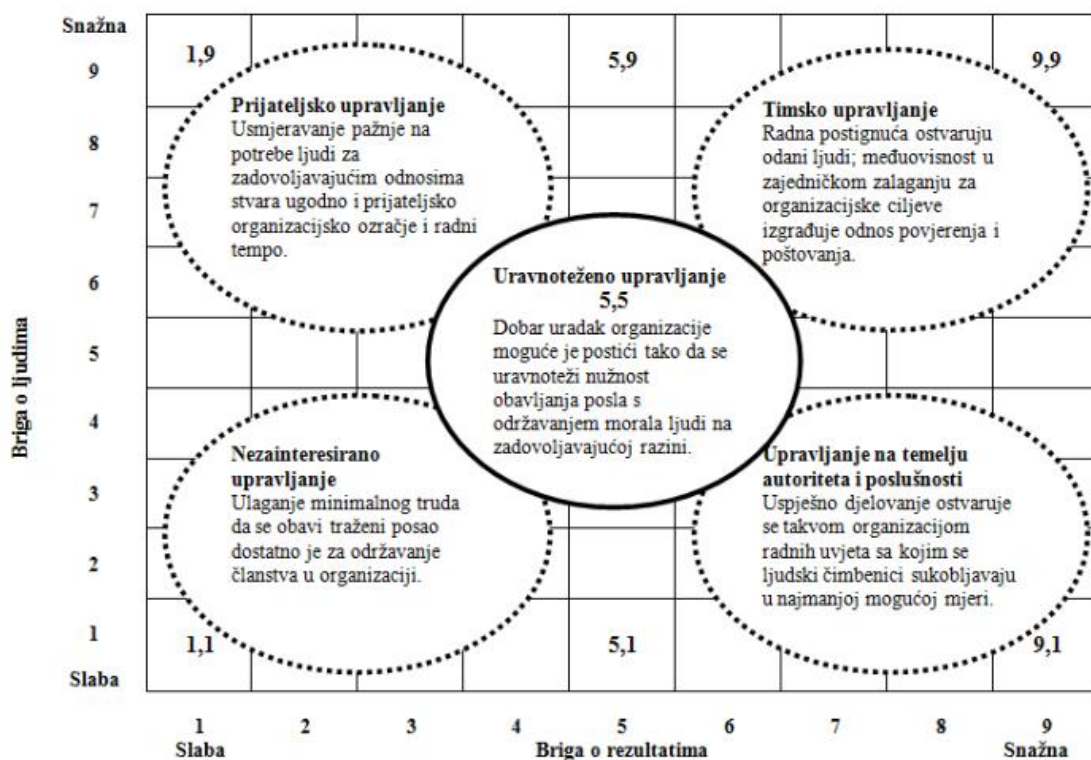 Snažna
9
8
7
6
5
4
3
2
1
Slaba
Briga o ljudima
1,9
5,9
9,9
Prijateljsko upravljanje
Usmjeravanje pažnje na
potrebe ljudi za
zadovoljavajućim odnosima
stvara ugodno i prijateljsko
organizacijsko ozračje i radni
tempo.
Timsko upravljanje
Radna postignuća ostvaruju
odani ljudi; međuovisnost u
zajedničkom zalaganju za
organizacijske ciljeve
izgrađuje odnos povjerenja i
poštovanja.
Uravnoteženo upravljanje
5,5
Dobar uradak organizacije
moguće je postići tako da se
uravnoteži nužnost
obavljanja posla s
održavanjem morala ljudi na
zadovoljavajućoj razini.
Nezainteresirano
upravljanje
Ulaganje minimalnog truda
da se obavi traženi posao
dostatno je za održavanje
članstva u organizaciji.
Upravljanje na temelju
autoriteta i poslušnosti
Uspješno djelovanje ostvaruje
se takvom organizacijom
radnih uvjeta sa kojim se
ljudski čimbenici sukobljavaju
u najmanjoj mogućoj mjeri.
1,1
5,1
9,1
1 2 3 4 5 6 7 8 9
Slaba Briga o rezultatima Snažna